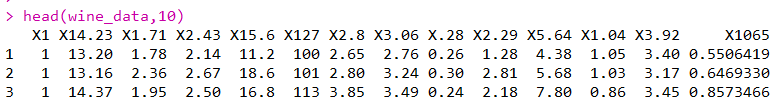 > head(wine_data,10)
X1 X14.23 X1.71 X2.43 X15.6 X127 X2.8 X3.06 X.28 X2.29 X5.64 X1.04 X3.92 X1065
1 1 13.20 1.78 2.14 11.2 100 2.65 2.76 0.26 1.28 4.38 1.05 3.40 0.5506419
2 1 13.16 2.36 2.67 18.6 101 2.80 3.24 0.30 2.81 5.68 1.03 3.17 0.6469330
3 1 14.37 1.95 2.50 16.8 113 3.85 3.49 0.24 2.18 7.80 0.86 3.45 0.8573466